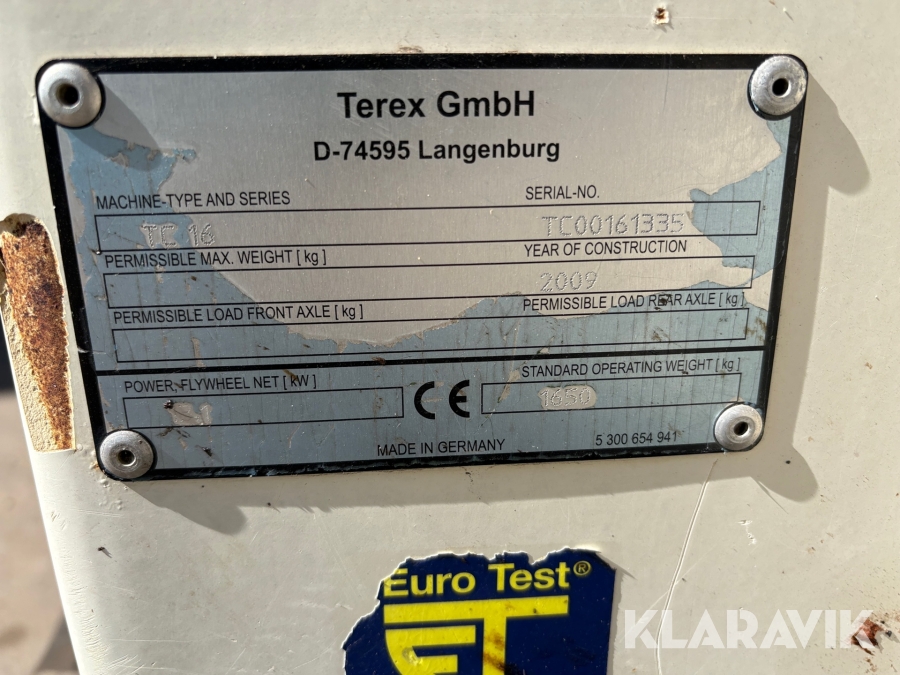 Terex GmbH
D-74595 Langenburg
MACHINE-TYPE AND SERIES SERIAL-NO.
TC 16 TC00161335
PERMISSIBLE MAX. WEIGHT [ kg ] YEAR OF CONSTRUCTION
2009
PERMISSIBLE LOAD FRONT AXLE [ kg ] PERMISSIBLE LOAD REAR AXLE [ kg ]
POWER, FLYWHEEL NET [ kW ] CE STANDARD OPERATING WEIGHT [ kg ]
1650
MADE IN GERMANY 5 300 654 941
Euro Test®
ET
KLARAVIK